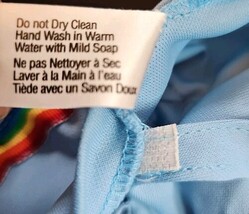 Do not Dry Clean
Hand Wash in Warm
Water with Mild Soap
Ne pas Nettoyer à Sec
Laver à la Main à l'eau
Tiède avec un Savon Doux